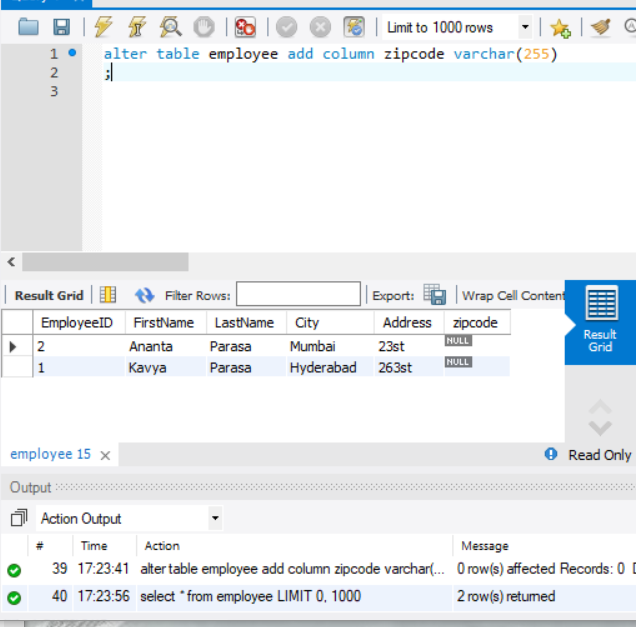 Limit to 1000 rows
1 alter table employee add column zipcode varchar(255)
2 ;
3
Result Grid Filter Rows: Export: Wrap Cell Content
Result
Grid
EmployeeID FirstName LastName City Address zipcode
2 Ananta Parasa Mumbai 23st NULL
1 Kavya Parasa Hyderabad 263st NULL
employee 15 × Read Only
Output
Action Output
# Time Action Message
39 17:23:41 alter table employee add column zipcode varchar(... 0 row(s) affected Records: 0 D
40 17:23:56 select * from employee LIMIT 0, 1000 2 row(s) returned